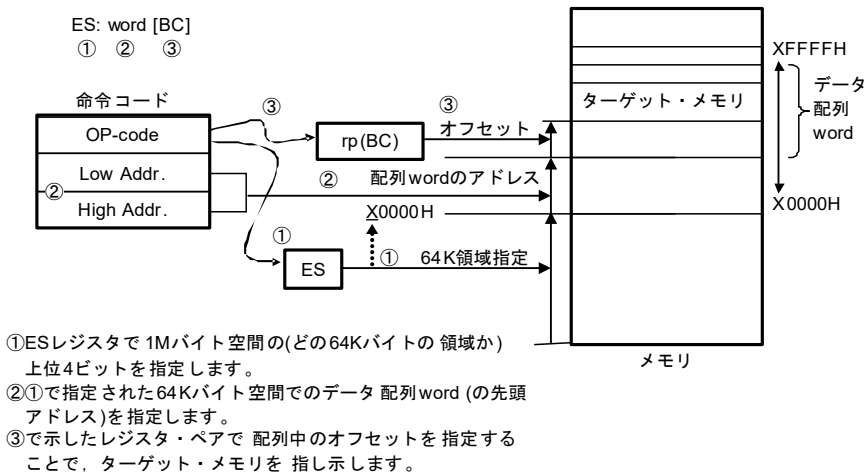 ES: word [BC]
① ② ③
命令コード
OP-code
Low Addr.
②
High Addr.
③
rp(BC)
③
オフセット
② 配列wordのアドレス
X0000H
①
ES
① 64K領域指定
ターゲット・メモリ
XFFFFH
データ
配列
word
X0000H
メモリ
①ESレジスタで1Mバイト空間の(どの64Kバイトの領域か)
上位4ビットを指定します。
②①で指定された64Kバイト空間でのデータ配列word (の先頭
アドレス)を指定します。
③で示したレジスタ・ペアで配列中のオフセットを指定する
ことで，ターゲット・メモリを指し示します。